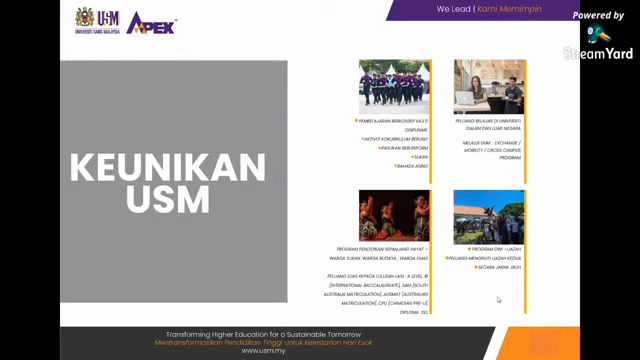 USM
UNIVERSITI SAINS MALAYSIA
APEX™
We Lead | Kami Memimpin
Powered by
StreamYard
KEUNIKAN
USM
PEMBELAJARAN BERKONSEP MULTI
DISIPLINARI
AKTIVITI KOKURIKULUM BERUNIT
PASUKAN BERUNIFORM
SUKAN
BAHASA ASING
PELUANG BELAJAR DI UNIVERSITI
DALAM DAN LUAR NEGARA.
MELALUI SKIM : EXCHANGE /
MOBILITY / CROSS CAMPUS
PROGRAM
PROGRAM PENDIDIKAN SEPANJANG HAYAT –
WARGA SUKAN, WARGA BUDAYA , WARGA EMAS
PELUANG LUAS KEPADA LULUSAN LAIN : A LEVEL, IB
[INTERNATIONAL BACCALAUREATE], SAM [SOUTH
AUSTRALIA MATRICULATION], AUSMAT [AUSTRALIAN
MATRICULATION], CPU [CANADIAN PRE-U],
DIPLOMA DLL
PROGRAM DWI –IJAZAH
PELUANG MENGIKUTI IJAZAH KEDUA
SECARA JARAK JAUH
Transforming Higher Education for a Sustainable Tomorrow
Mentransformasikan Pendidikan Tinggi untuk Kelestarian Hari Esok
www.usm.my